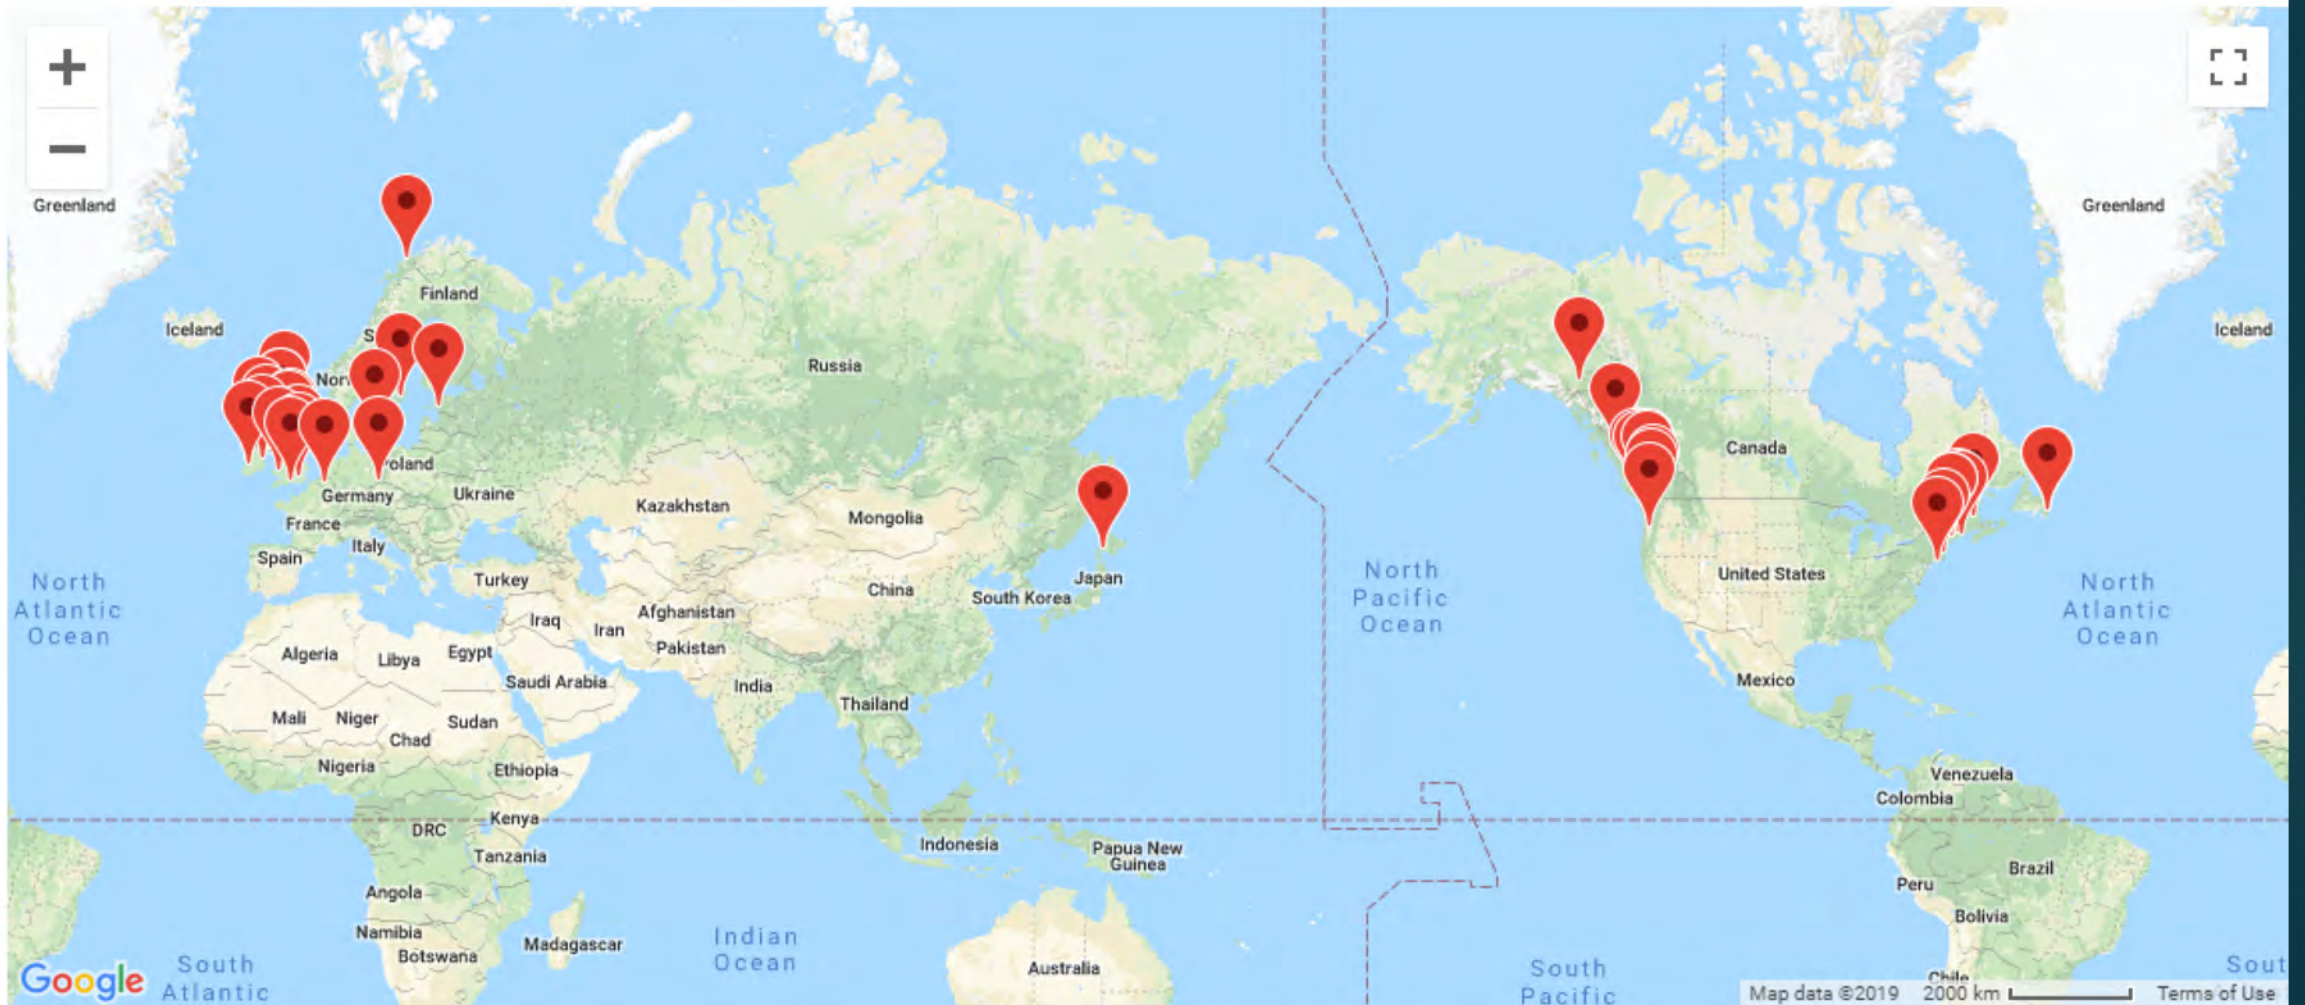 +
−
Greenland
Greenland
Finland
Iceland
Iceland
Russia
Canada
Germany
Ukraine
Kazakhstan
Mongolia
France
Italy
Spain
Turkey
China
Japan
South Korea
United States
North
Atlantic
Ocean
North
Pacific
Ocean
North
Atlantic
Ocean
Afghanistan
Iraq
Iran
Pakistan
Algeria
Libya
Egypt
Saudi Arabia
India
Mexico
Thailand
Mali
Niger
Sudan
Chad
Nigeria
Ethiopia
Venezuela
Colombia
DRC
Kenya
Indonesia
Papua New
Guinea
Tanzania
Brazil
Peru
Angola
Bolivia
Namibia
Botswana
Madagascar
Indian
Ocean
Australia
South
Atlantic
South
Pacific
Chile
Sout
Google
Map data ©2019
2000 km
Terms of Use